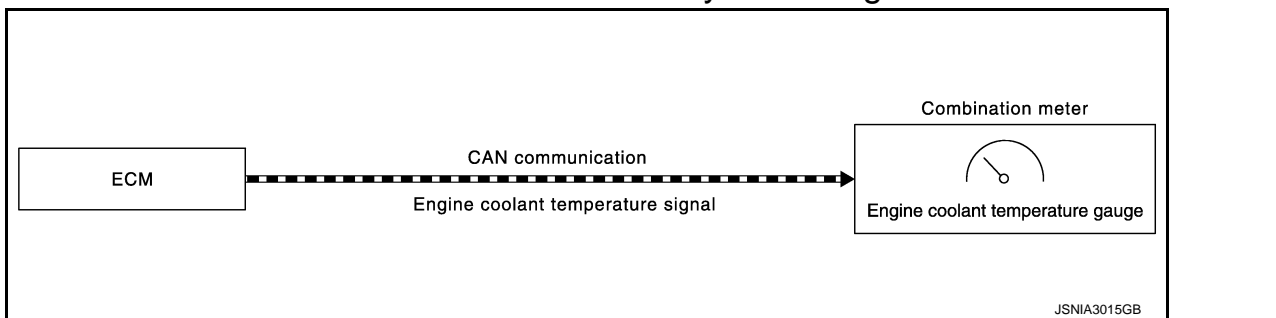 Combination meter
CAN communication
ECM
Engine coolant temperature signal
Engine coolant temperature gauge
JSNIA3015GB